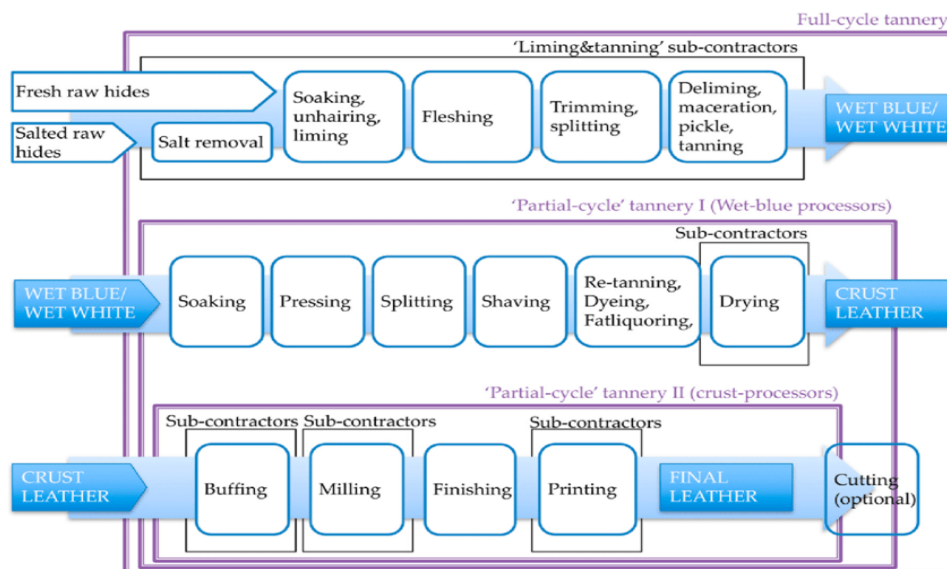 Full-cycle tannery
‘Liming&tanning’ sub-contractors
Fresh raw hides
Salted raw
hides
Salt removal
Soaking,
unhairing,
liming
Fleshing
Trimming,
splitting
Deliming,
maceration,
pickle,
tanning
WET BLUE/
WET WHITE
‘Partial-cycle’ tannery I (Wet-blue processors)
Sub-contractors
WET BLUE/
WET WHITE
Soaking
Pressing
Splitting
Shaving
Re-tanning,
Dyeing,
Fatliquoring,
Drying
CRUST
LEATHER
‘Partial-cycle’ tannery II (crust-processors)
Sub-contractors
Sub-contractors
Sub-contractors
CRUST
LEATHER
Buffing
Milling
Finishing
Printing
FINAL
LEATHER
Cutting
(optional)